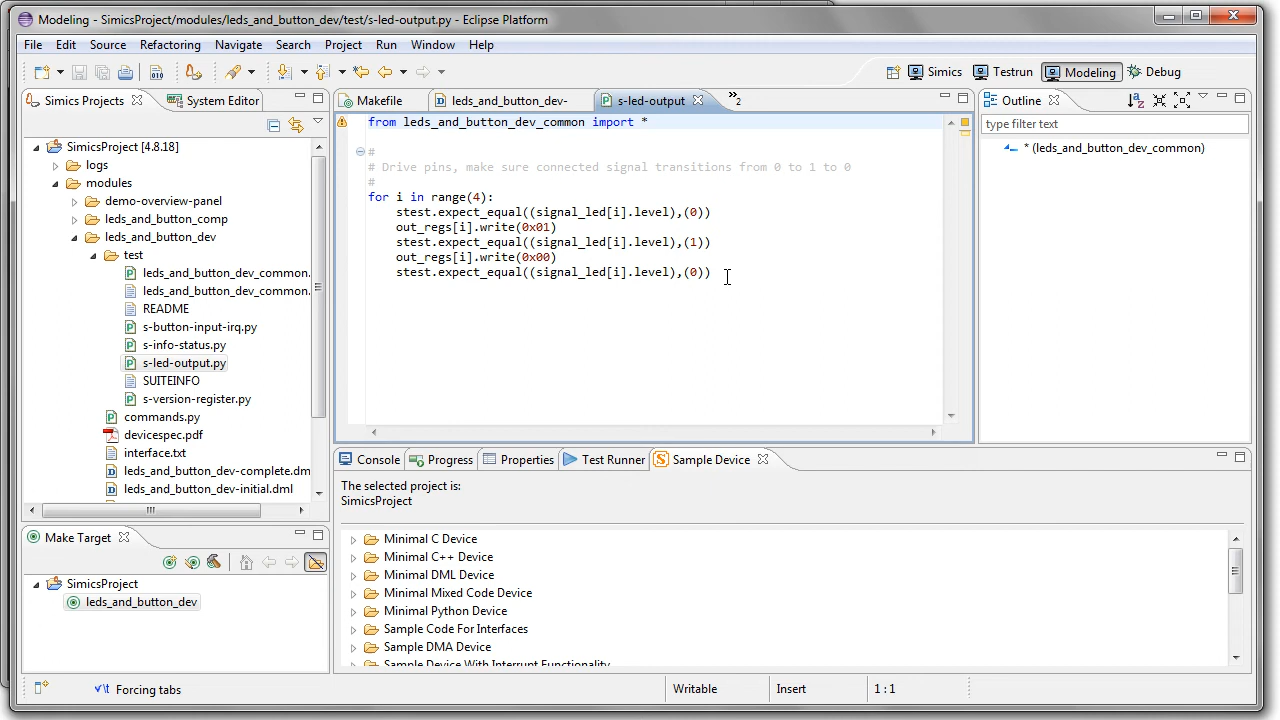 Modeling - SimicsProject/modules/leds_and_button_dev/test/s-led-output.py - Eclipse Platform
File Edit Source Refactoring Navigate Search Project Run Window Help
Simics Testrun Modeling Debug
Simics Projects System Editor
SimicsProject [4.8.18]
logs
modules
demo-overview-panel
leds_and_button_comp
leds_and_button_dev
test
leds_and_button_dev_common.
leds_and_button_dev_common.
README
s-button-input-irq.py
s-info-status.py
s-led-output.py
SUITEINFO
s-version-register.py
commands.py
devicespec.pdf
interface.txt
leds_and_button_dev-complete.dm
leds_and_button_dev-initial.dml
Make Target
SimicsProject
leds_and_button_dev
Makefile leds_and_button_dev- s-led-output »2
from leds_and_button_dev_common import *
#
# Drive pins, make sure connected signal transitions from 0 to 1 to 0
#
for i in range(4):
stest.expect_equal((signal_led[i].level),(0))
out_regs[i].write(0x01)
stest.expect_equal((signal_led[i].level),(1))
out_regs[i].write(0x00)
stest.expect_equal((signal_led[i].level),(0))
Outline
type filter text
* (leds_and_button_dev_common)
Console Progress Properties Test Runner Sample Device
The selected project is:
SimicsProject
Minimal C Device
Minimal C++ Device
Minimal DML Device
Minimal Mixed Code Device
Minimal Python Device
Sample Code For Interfaces
Sample DMA Device
Sample Device With Interrupt Functionality
Forcing tabs Writable Insert 1:1